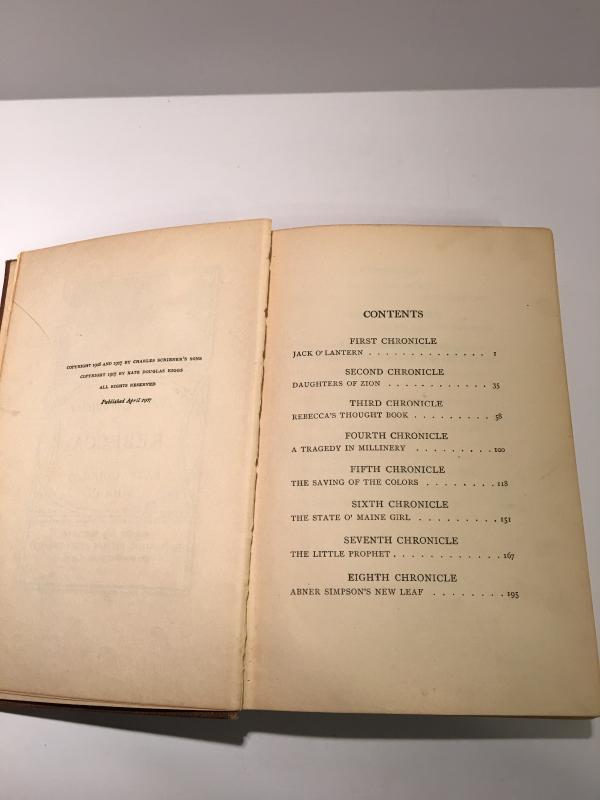 COPYRIGHT 1906 AND 1907 BY CHARLES SCRIBNER'S SONS
COPYRIGHT 1907 BY KATE DOUGLAS RIGGS
ALL RIGHTS RESERVED
Published April 1907
CONTENTS
FIRST CHRONICLE
JACK O'LANTERN . . . . . . . . . . . . . . 1
SECOND CHRONICLE
DAUGHTERS OF ZION . . . . . . . . . . . . 35
THIRD CHRONICLE
REBECCA'S THOUGHT BOOK . . . . . . . . . 58
FOURTH CHRONICLE
A TRAGEDY IN MILLINERY . . . . . . . . . 100
FIFTH CHRONICLE
THE SAVING OF THE COLORS . . . . . . . . 118
SIXTH CHRONICLE
THE STATE O' MAINE GIRL . . . . . . . . . 151
SEVENTH CHRONICLE
THE LITTLE PROPHET . . . . . . . . . . . . 167
EIGHTH CHRONICLE
ABNER SIMPSON'S NEW LEAF . . . . . . . . 195